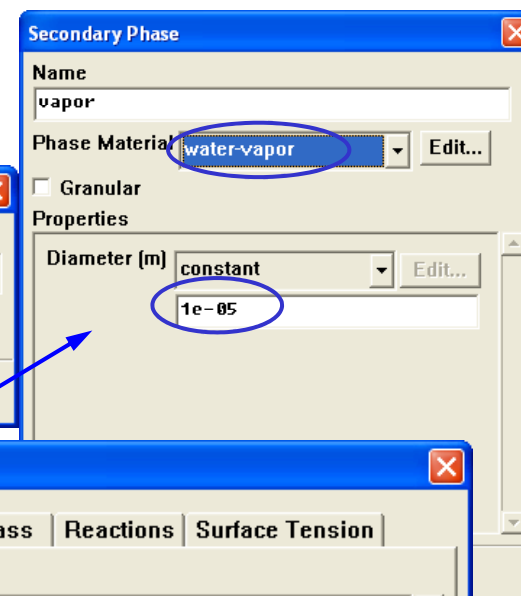 Secondary Phase
Name
vapor
Phase Material water-vapor Edit...
Granular
Properties
Diameter (m) constant Edit...
1e-05
Reactions Surface Tension